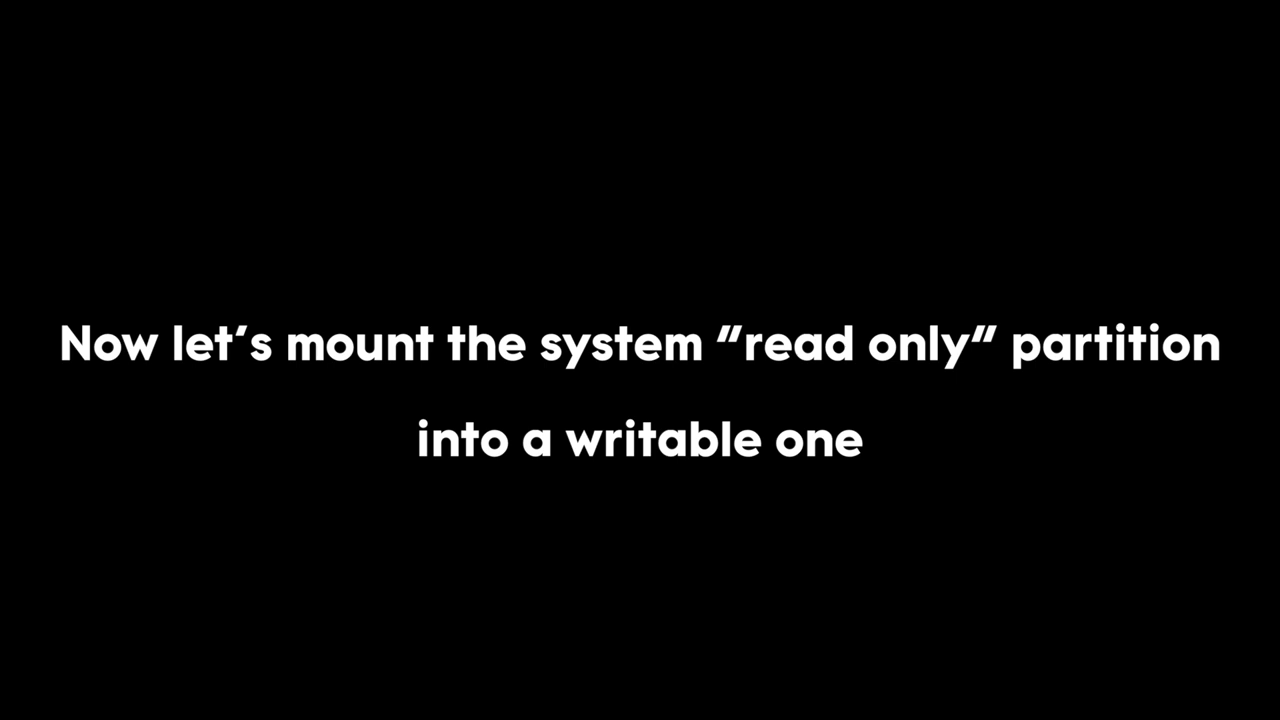 Now let's mount the system "read only" partition
into a writable one